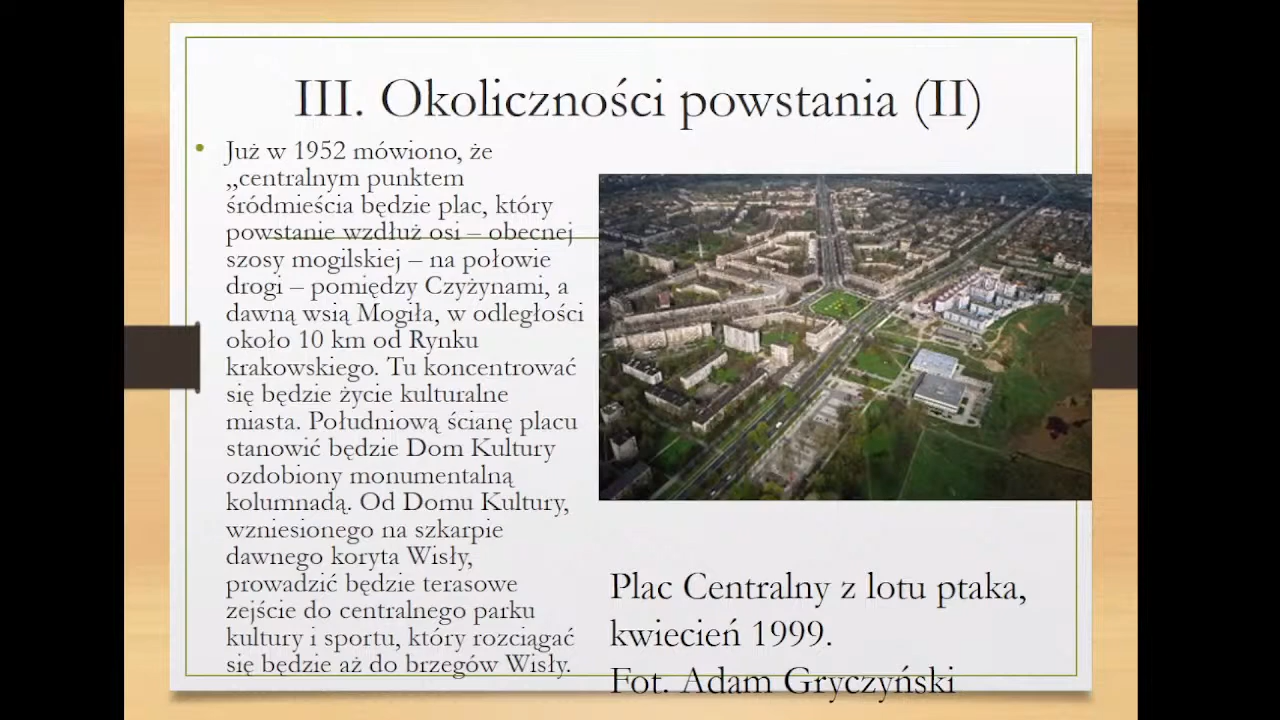 III. Okoliczności powstania (II)
• Już w 1952 mówiono, że
„centralnym punktem
śródmieścia będzie plac, który
powstanie wzdłuż osi – obecnej
szosy mogilskiej – na połowie
drogi – pomiędzy Czyżynami, a
dawną wsią Mogiła, w odległości
około 10 km od Rynku
krakowskiego. Tu koncentrować
się będzie życie kulturalne
miasta. Południową ścianę placu
stanowić będzie Dom Kultury
ozdobiony monumentalną
kolumnadą. Od Domu Kultury,
wzniesionego na szkarpie
dawnego koryta Wisły,
prowadzić będzie terasowe
zejście do centralnego parku
kultury i sportu, który rozciągać
się będzie aż do brzegów Wisły.
Plac Centralny z lotu ptaka,
kwiecień 1999.
Fot. Adam Gryczyński